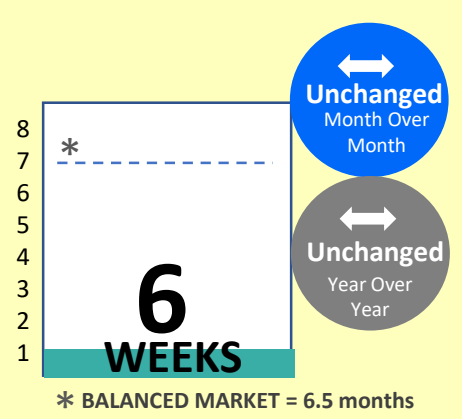 Unchanged
Month Over
Month
8
7
*
6
5
4
3
2
1
Unchanged
Year Over
Year
6
WEEKS
* BALANCED MARKET = 6.5 months